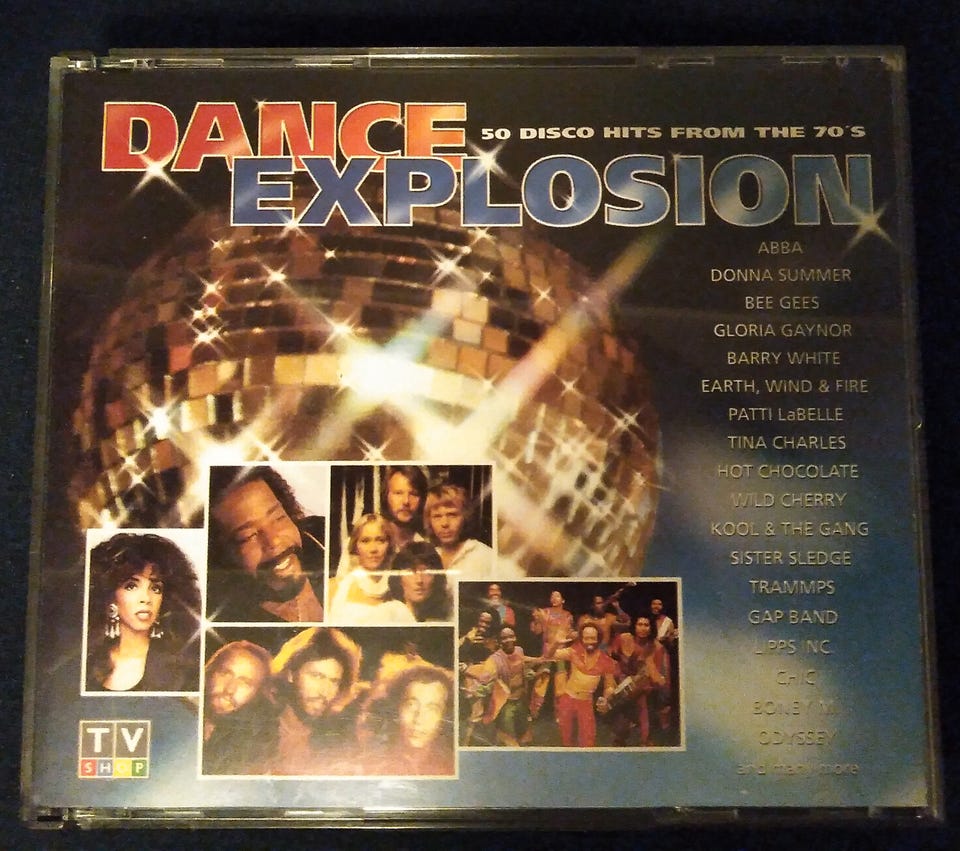 DANCE
50 DISCO HITS FROM THE 70'S
EXPLOSION
ABBA
DONNA SUMMER
BEE GEES
GLORIA GAYNOR
BARRY WHITE
EARTH, WIND & FIRE
PATTI LaBELLE
TINA CHARLES
HOT CHOCOLATE
WILD CHERRY
KOOL & THE GANG
SISTER SLEDGE
TRAMMPS
GAP BAND
LIPPS INC.
CHIC
BONEY M.
ODYSSEY
and many more
TV
SHOP